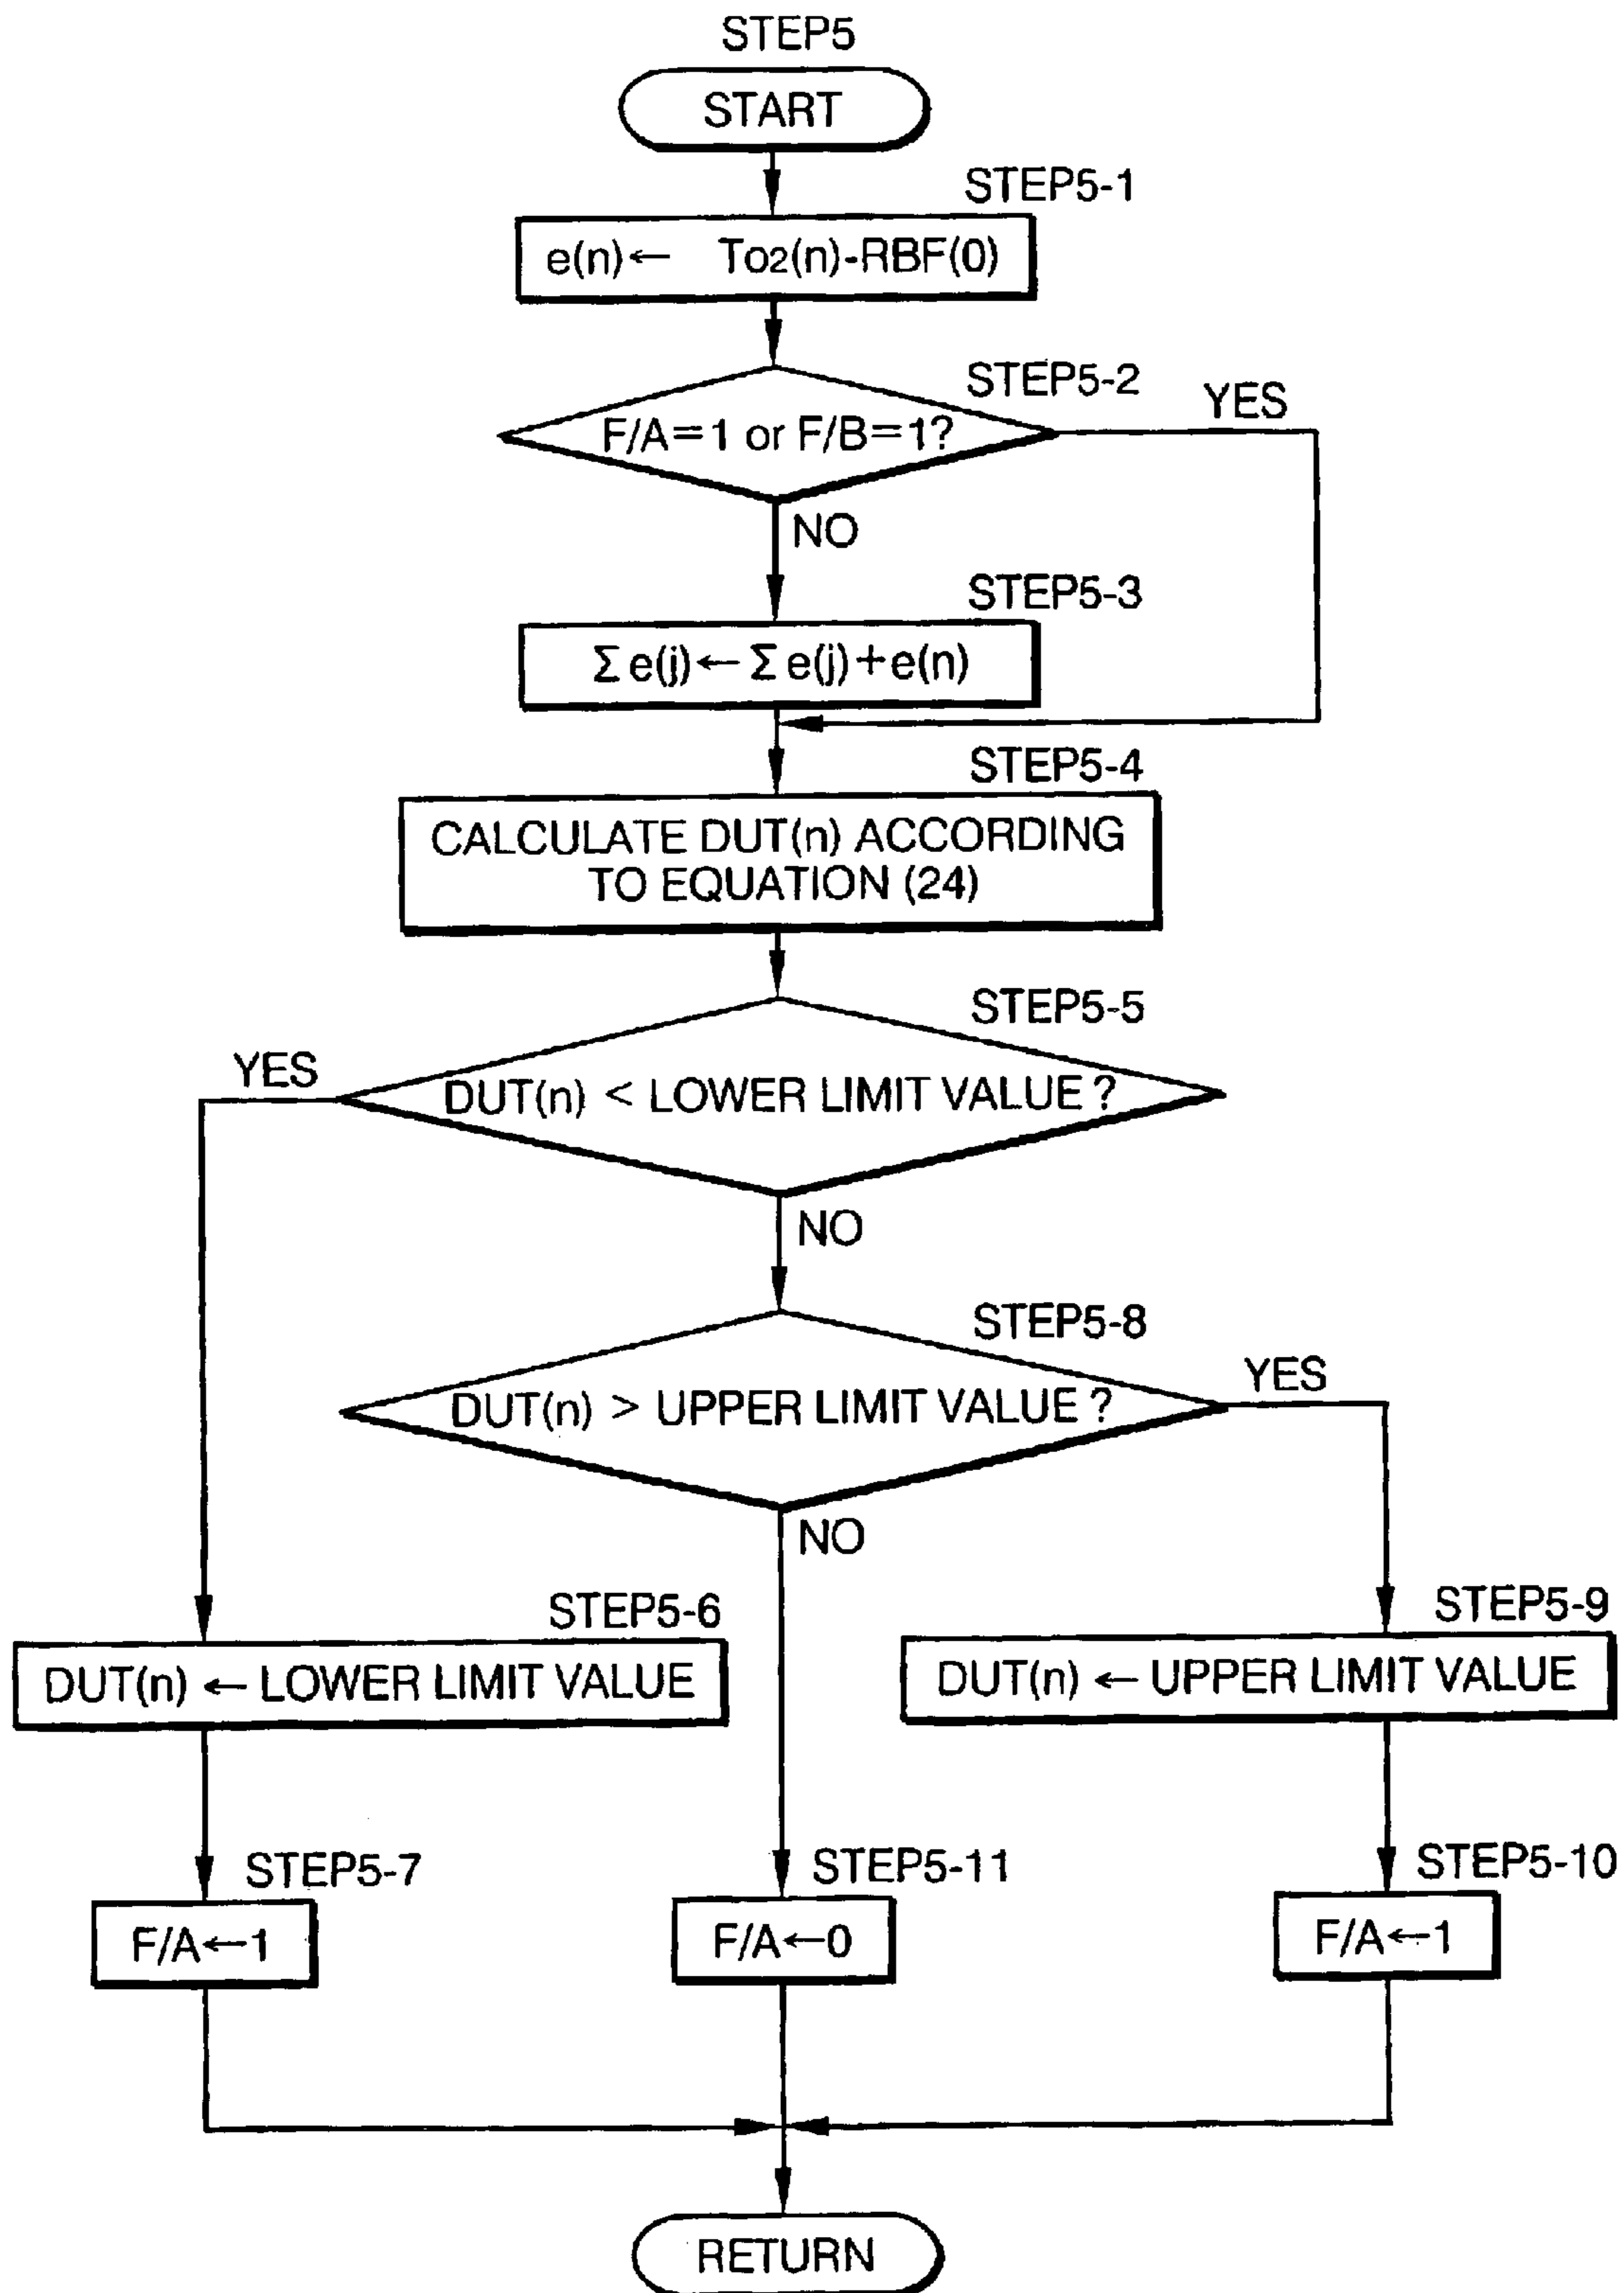 STEP5
START
STEP5-1
e(n)← To2(n)-RBF(0)
STEP5-2
F/A=1 or F/B=1?
YES
NO
STEP5-3
Σ e(j)←Σ e(j)+e(n)
STEP5-4
CALCULATE DUT(n) ACCORDING
TO EQUATION (24)
STEP5-5
YES
DUT(n) < LOWER LIMIT VALUE ?
NO
STEP5-8
YES
DUT(n) > UPPER LIMIT VALUE ?
NO
STEP5-6
STEP5-9
DUT(n) ← LOWER LIMIT VALUE
DUT(n) ← UPPER LIMIT VALUE
STEP5-7
STEP5-11
STEP5-10
F/A←1
F/A←0
F/A←1
RETURN